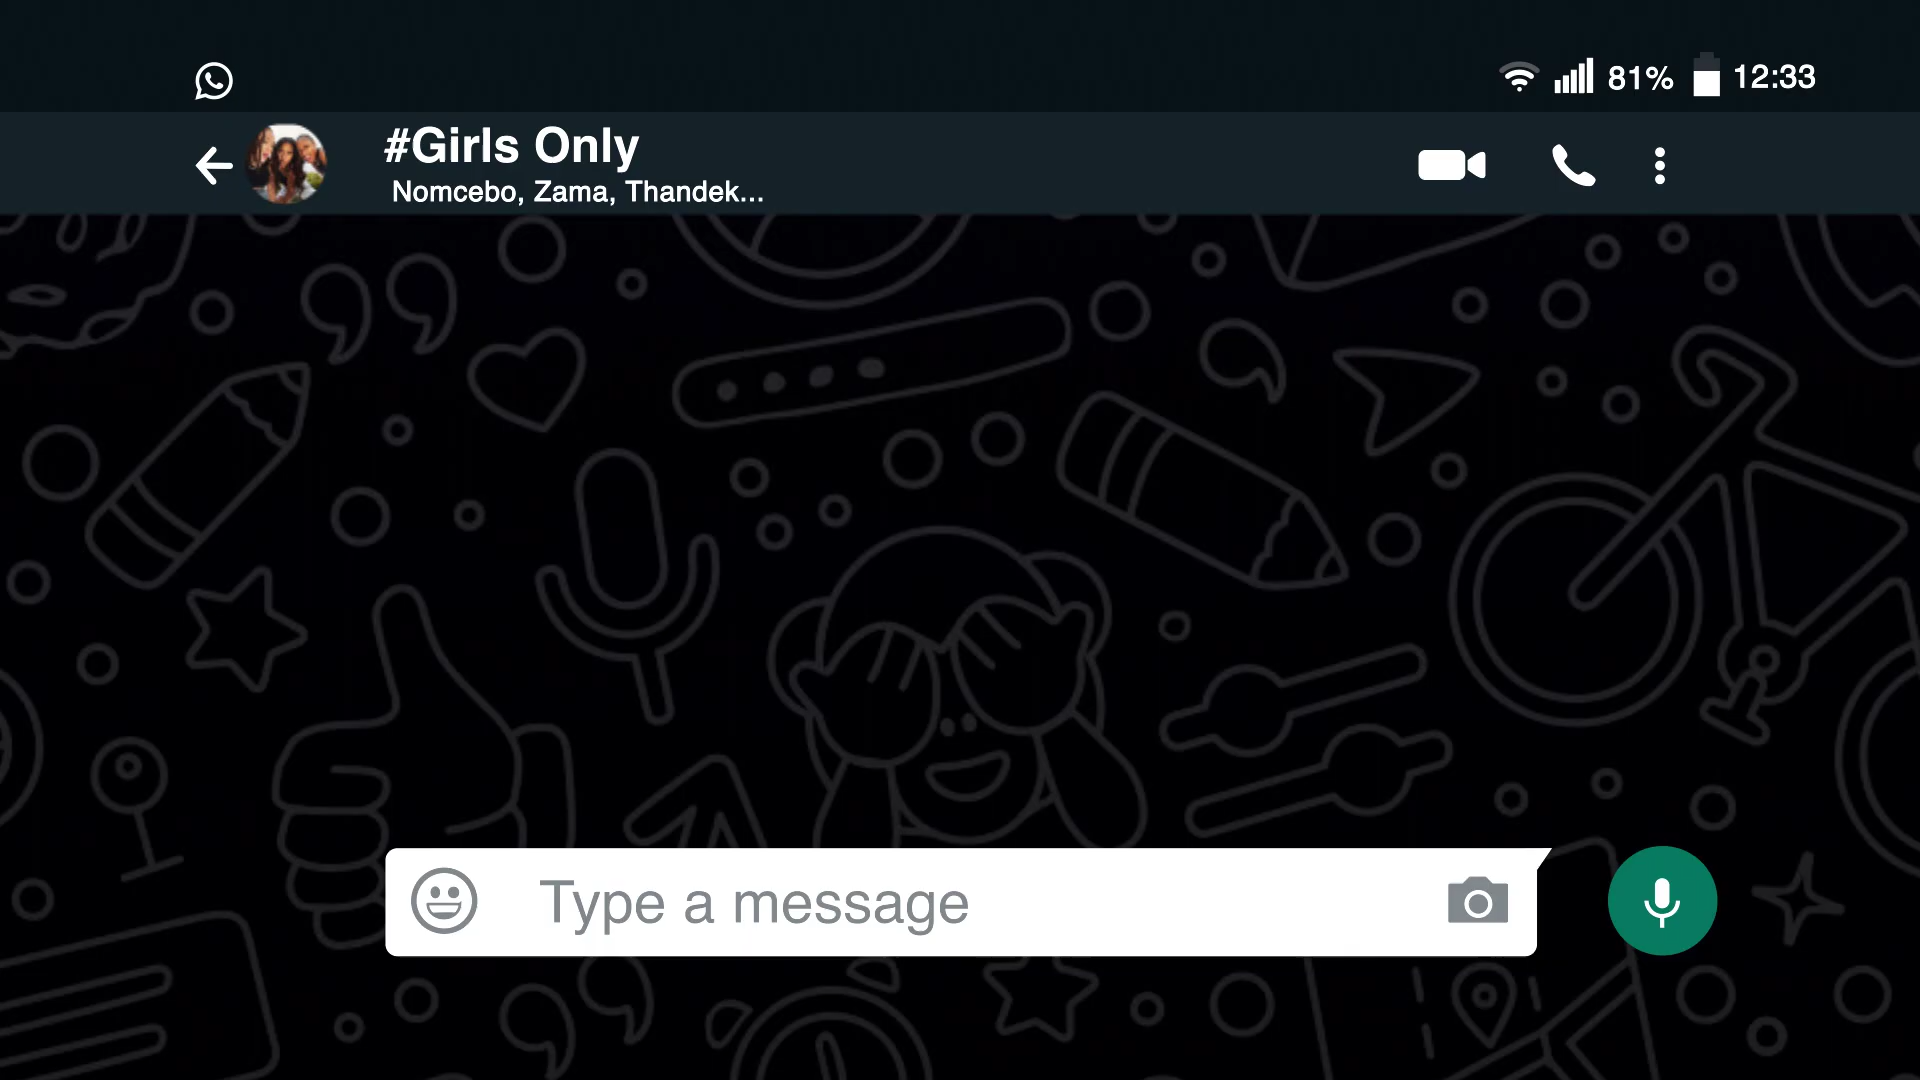 81% 12:33
#Girls Only
Nomcebo, Zama, Thandek...
Type a message